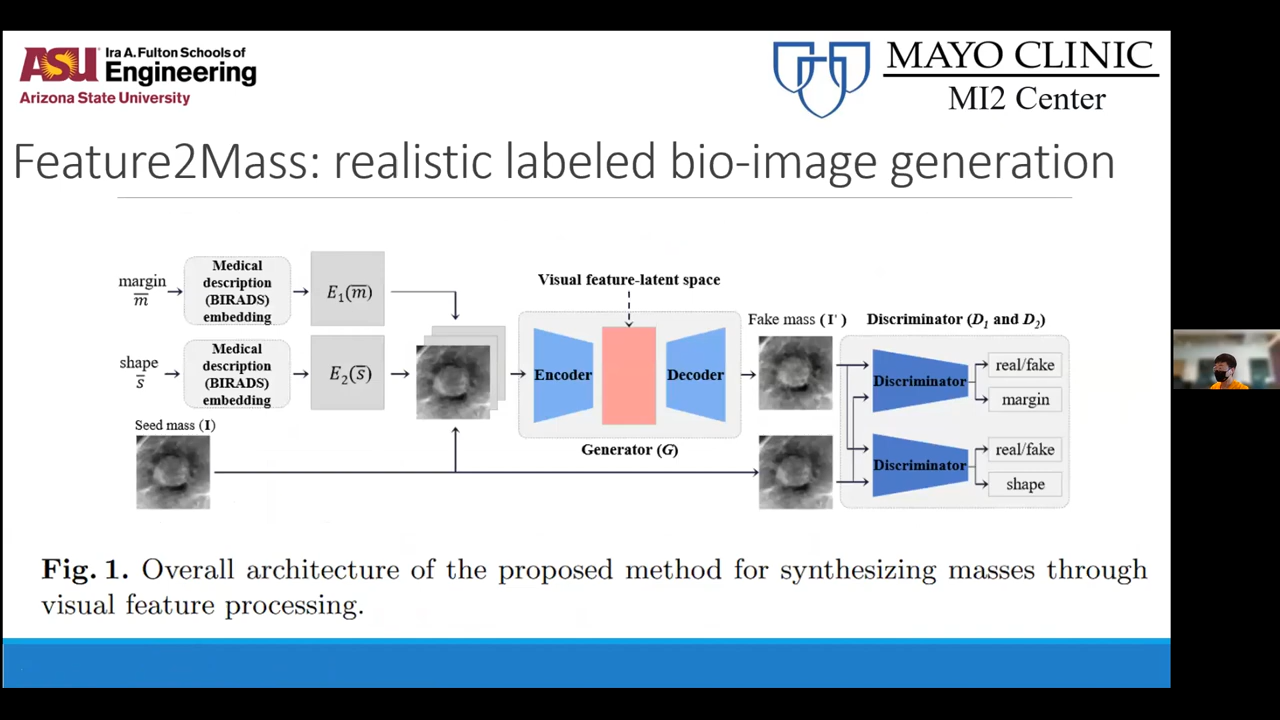 ASU Ira A. Fulton Schools of
Engineering
Arizona State University
MAYO CLINIC
MI2 Center
Feature2Mass: realistic labeled bio-image generation
margin
m̅
Medical
description
(BIRADS)
embedding
E₁(m̅)
shape
s̅
Medical
description
(BIRADS)
embedding
E₂(s̅)
Seed mass (I)
Visual feature-latent space
Encoder
Decoder
Generator (G)
Fake mass (I')
Discriminator (D₁ and D₂)
Discriminator
real/fake
margin
Discriminator
real/fake
shape
Fig. 1. Overall architecture of the proposed method for synthesizing masses through
visual feature processing.